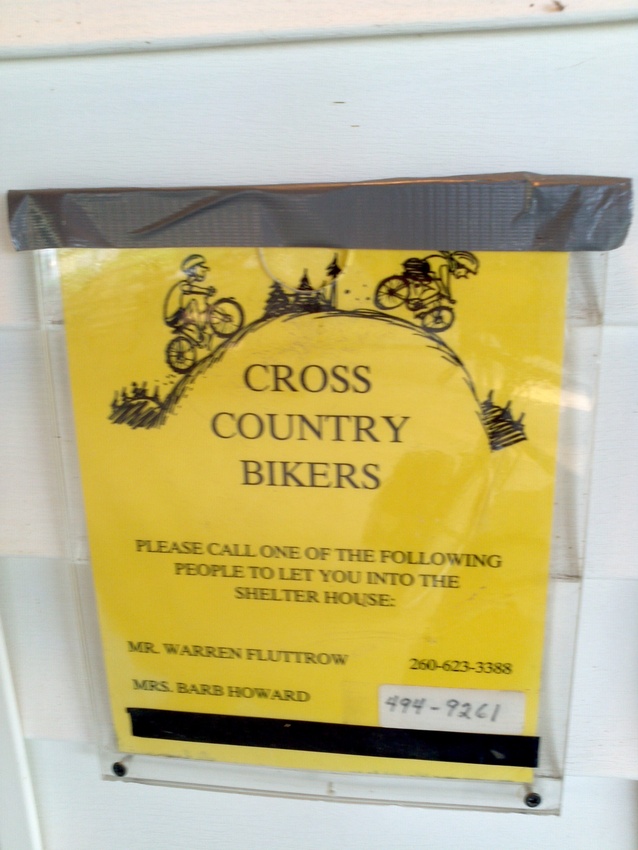 CROSS
COUNTRY
BIKERS
PLEASE CALL ONE OF THE FOLLOWING
PEOPLE TO LET YOU INTO THE
SHELTER HOUSE:
MR. WARREN FLUTTROW 260-623-3388
MRS. BARB HOWARD 494-9261